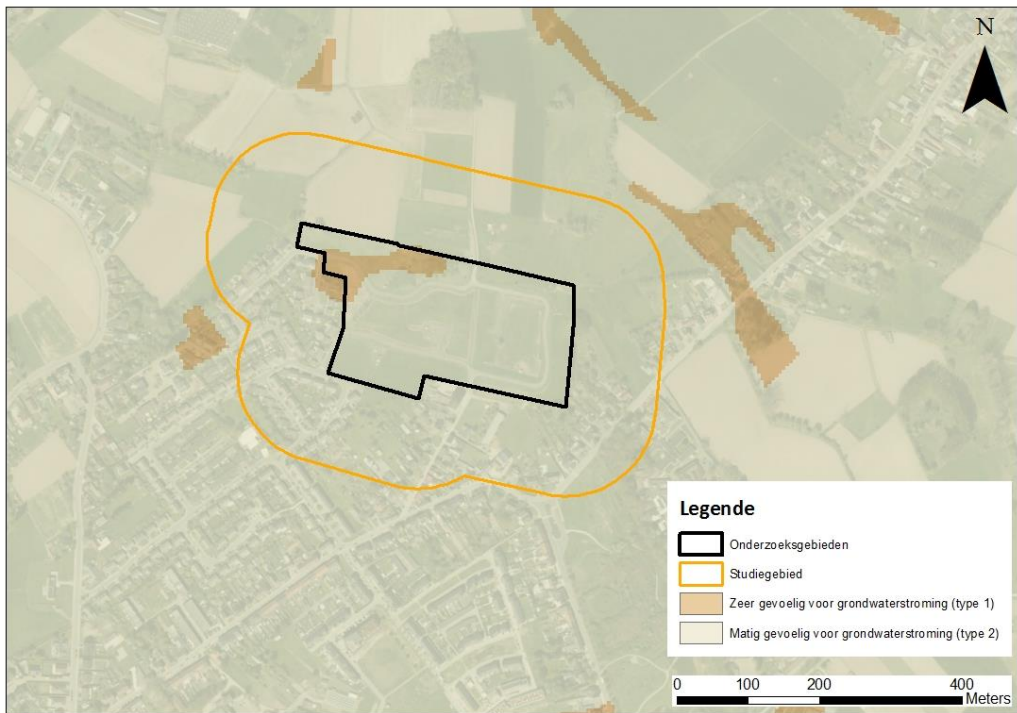 N
Legende
Onderzoeksgebieden
Studiegebied
Zeer gevoelig voor grondwaterstroming (type 1)
Matig gevoelig voor grondwaterstroming (type 2)
0 100 200 400
Meters